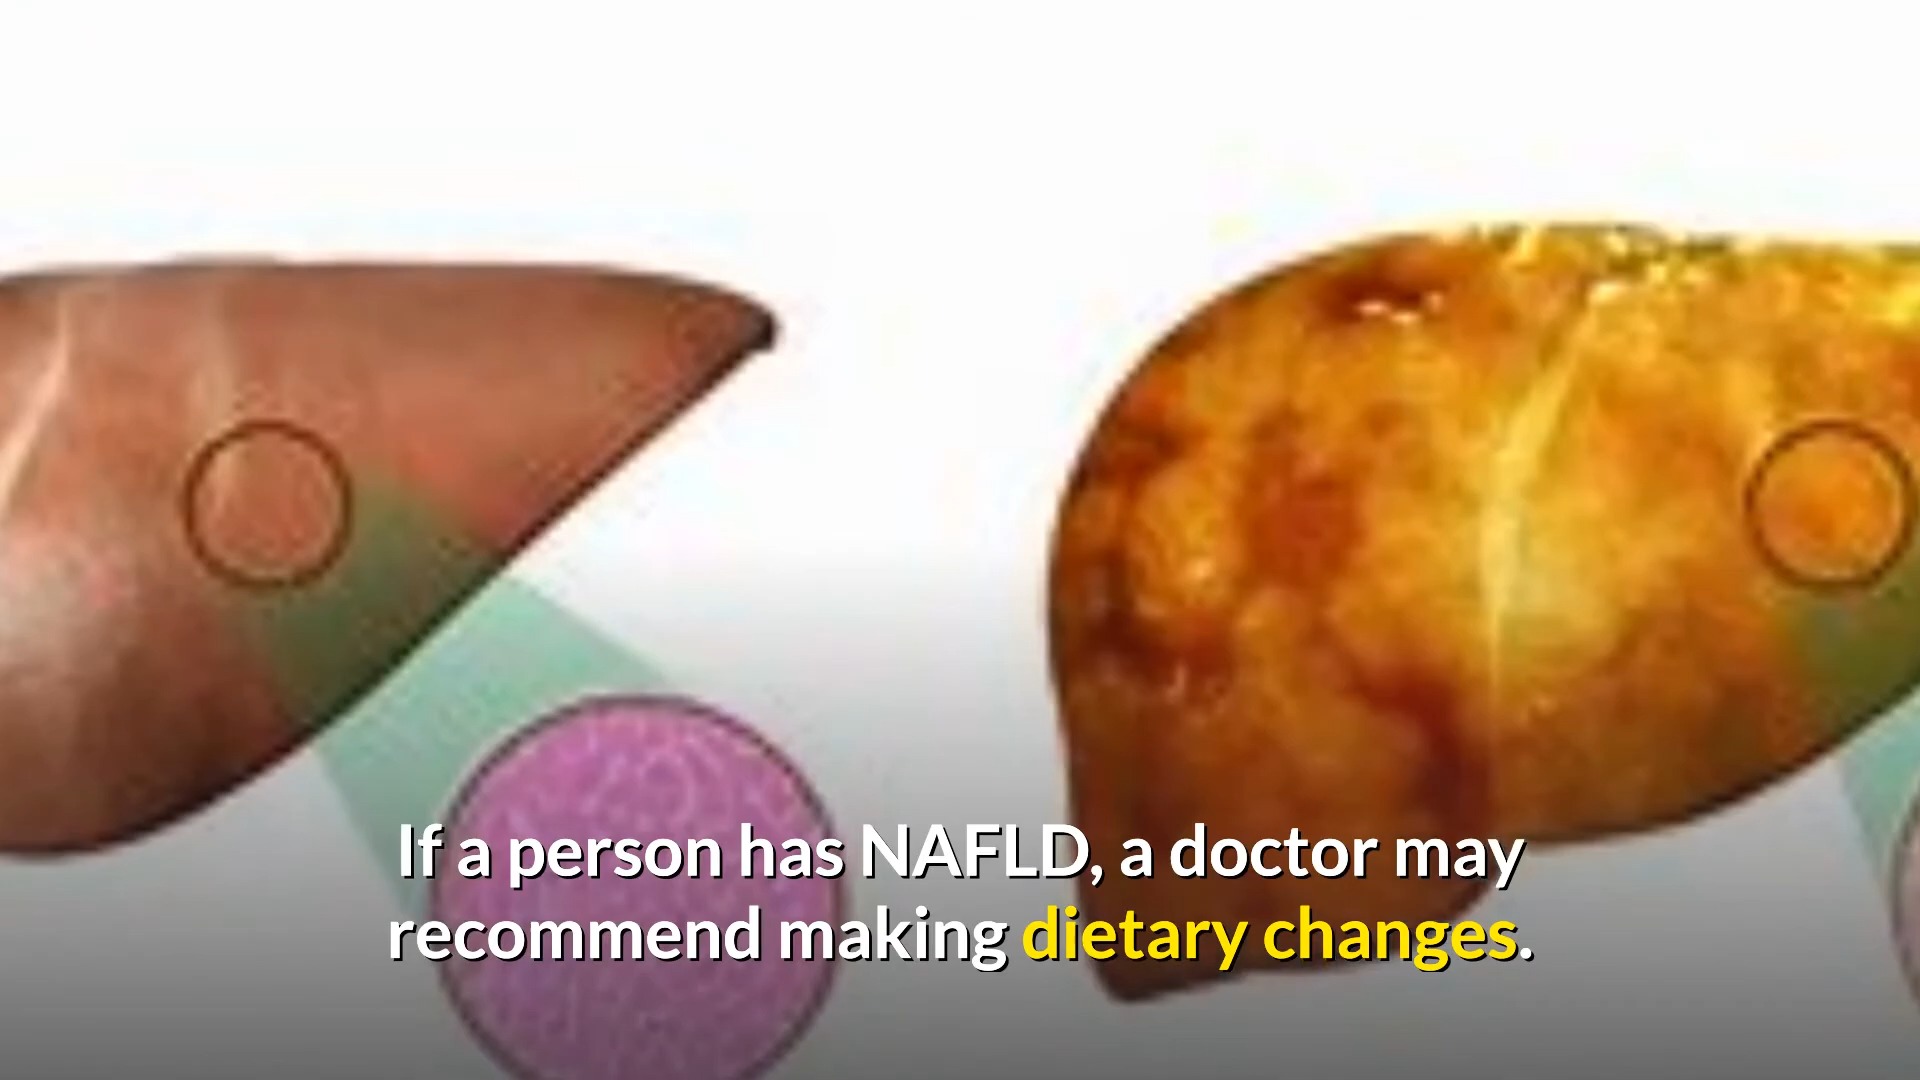 If a person has NAFLD, a doctor may
recommend making dietary changes.